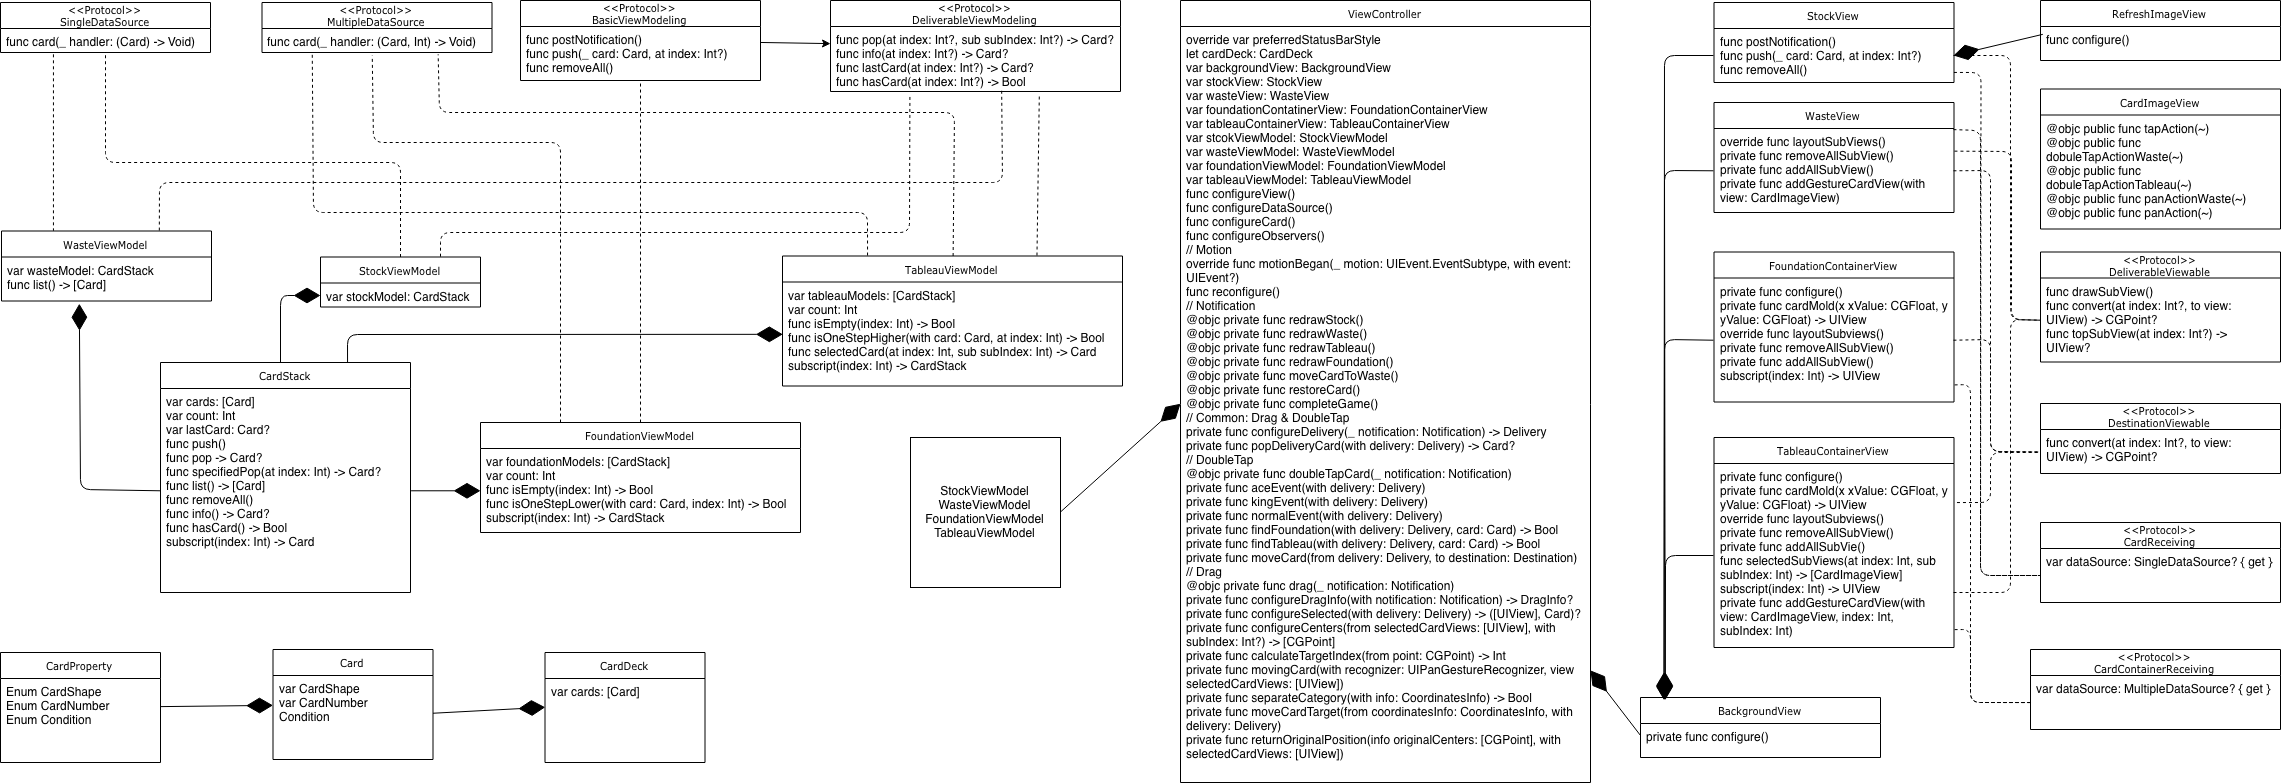 <<Protocol>>
SingleDataSource
func card(_ handler: (Card) -> Void)
<<Protocol>>
MultipleDataSource
func card(_ handler: (Card, Int) -> Void)
<<Protocol>>
BasicViewModeling
func postNotification()
func push(_ card: Card, at index: Int?)
func removeAll()
<<Protocol>>
DeliverableViewModeling
func pop(at index: Int?, sub subIndex: Int?) -> Card?
func info(at index: Int?) -> Card?
func lastCard(at index: Int?) -> Card?
func hasCard(at index: Int?) -> Bool
WasteViewModel
var wasteModel: CardStack
func list() -> [Card]
StockViewModel
var stockModel: CardStack
TableauViewModel
var tableauModels: [CardStack]
var count: Int
func isEmpty(index: Int) -> Bool
func isOneStepHigher(with card: Card, at index: Int) -> Bool
func selectedCard(at index: Int, sub subIndex: Int) -> Card
subscript(index: Int) -> CardStack
CardStack
var cards: [Card]
var count: Int
var lastCard: Card?
func push()
func pop -> Card?
func specifiedPop(at index: Int) -> Card?
func list() -> [Card]
func removeAll()
func info() -> Card?
func hasCard() -> Bool
subscript(index: Int) -> Card
FoundationViewModel
var foundationModels: [CardStack]
var count: Int
func isEmpty(index: Int) -> Bool
func isOneStepLower(with card: Card, index: Int) -> Bool
subscript(index: Int) -> CardStack
StockViewModel
WasteViewModel
FoundationViewModel
TableauViewModel
CardProperty
Enum CardShape
Enum CardNumber
Enum Condition
Card
var CardShape
var CardNumber
Condition
CardDeck
var cards: [Card]
ViewController
override var preferredStatusBarStyle
let cardDeck: CardDeck
var backgroundView: BackgroundView
var stockView: StockView
var wasteView: WasteView
var foundationContatinerView: FoundationContainerView
var tableauContainerView: TableauContainerView
var stcokViewModel: StockViewModel
var wasteViewModel: WasteViewModel
var foundationViewModel: FoundationViewModel
var tableauViewModel: TableauViewModel
func configureView()
func configureDataSource()
func configureCard()
func configureObservers()
// Motion
override func motionBegan(_ motion: UIEvent.EventSubtype, with event:
UIEvent?)
func reconfigure()
// Notification
@objc private func redrawStock()
@objc private func redrawWaste()
@objc private func redrawTableau()
@objc private func redrawFoundation()
@objc private func moveCardToWaste()
@objc private func restoreCard()
@objc private func completeGame()
// Common: Drag & DoubleTap
private func configureDelivery(_ notification: Notification) -> Delivery
private func popDeliveryCard(with delivery: Delivery) -> Card?
// DoubleTap
@objc private func doubleTapCard(_ notification: Notification)
private func aceEvent(with delivery: Delivery)
private func kingEvent(with delivery: Delivery)
private func normalEvent(with delivery: Delivery)
private func findFoundation(with delivery: Delivery, card: Card) -> Bool
private func findTableau(with delivery: Delivery, card: Card) -> Bool
private func moveCard(from delivery: Delivery, to destination: Destination)
// Drag
@objc private func drag(_ notification: Notification)
private func configureDragInfo(with notification: Notification) -> DragInfo?
private func configureSelected(with delivery: Delivery) -> ([UIView], Card)?
private func configureCenters(from selectedCardViews: [UIView], with
subIndex: Int?) -> [CGPoint]
private func calculateTargetIndex(from point: CGPoint) -> Int
private func movingCard(with recognizer: UIPanGestureRecognizer, view
selectedCardViews: [UIView])
private func separateCategory(with info: CoordinatesInfo) -> Bool
private func moveCardTarget(from coordinatesInfo: CoordinatesInfo, with
delivery: Delivery)
private func returnOriginalPosition(info originalCenters: [CGPoint], with
selectedCardViews: [UIView])
StockView
func postNotification()
func push(_ card: Card, at index: Int?)
func removeAll()
WasteView
override func layoutSubViews()
private func removeAllSubView()
private func addAllSubView()
private func addGestureCardView(with
view: CardImageView)
FoundationContainerView
private func configure()
private func cardMold(x xValue: CGFloat, y
yValue: CGFloat) -> UIView
override func layoutSubviews()
private func removeAllSubView()
private func addAllSubView()
subscript(index: Int) -> UIView
TableauContainerView
private func configure()
private func cardMold(x xValue: CGFloat, y
yValue: CGFloat) -> UIView
override func layoutSubviews()
private func removeAllSubView()
private func addAllSubVie()
func selectedSubViews(at index: Int, sub
subIndex: Int) -> [CardImageView]
subscript(index: Int) -> UIView
private func addGestureCardView(with
view: CardImageView, index: Int,
subIndex: Int)
BackgroundView
private func configure()
RefreshImageView
func configure()
CardImageView
@objc public func tapAction(~)
@objc public func
dobuleTapActionWaste(~)
@objc public func
dobuleTapActionTableau(~)
@objc public func panActionWaste(~)
@objc public func panAction(~)
<<Protocol>>
DeliverableViewable
func drawSubView()
func convert(at index: Int?, to view:
UIView) -> CGPoint?
func topSubView(at index: Int?) ->
UIView?
<<Protocol>>
DestinationViewable
func convert(at index: Int?, to view:
UIView) -> CGPoint?
<<Protocol>>
CardReceiving
var dataSource: SingleDataSource? { get }
<<Protocol>>
CardContainerReceiving
var dataSource: MultipleDataSource? { get }